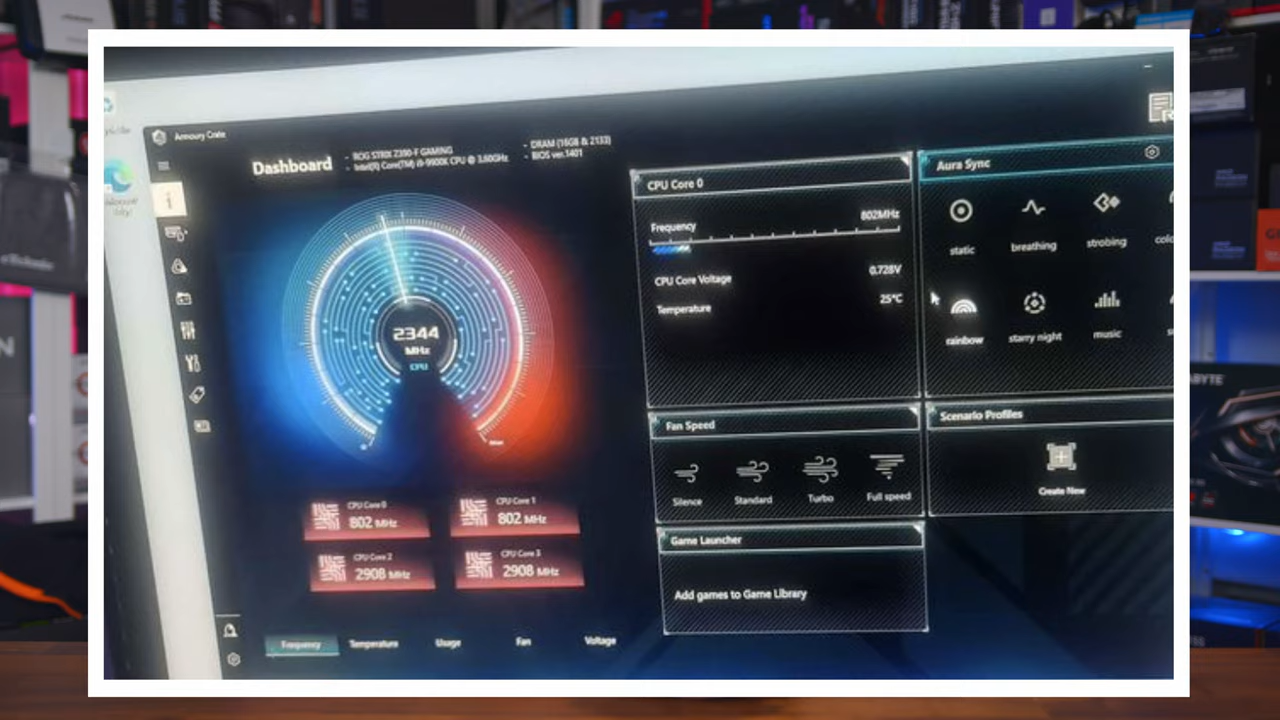 Armoury Crate
Dashboard
- ROG STRIX Z390-F GAMING
- Intel(R) Core(TM) i9-9900K CPU @ 3.60GHz
- DRAM (16GB & 2133)
- BIOS ver.1401
2344
MHz
CPU
CPU Core 0
802 MHz
CPU Core 1
802 MHz
CPU Core 2
2908 MHz
CPU Core 3
2908 MHz
Frequency
Temperature
Usage
Fan
Voltage
CPU Core 0
Frequency
802MHz
CPU Core Voltage
0.728V
Temperature
25°C
Fan Speed
Silence
Standard
Turbo
Full speed
Game Launcher
Add games to Game Library
Aura Sync
static
breathing
strobing
rainbow
starry night
music
Scenario Profiles
Create New